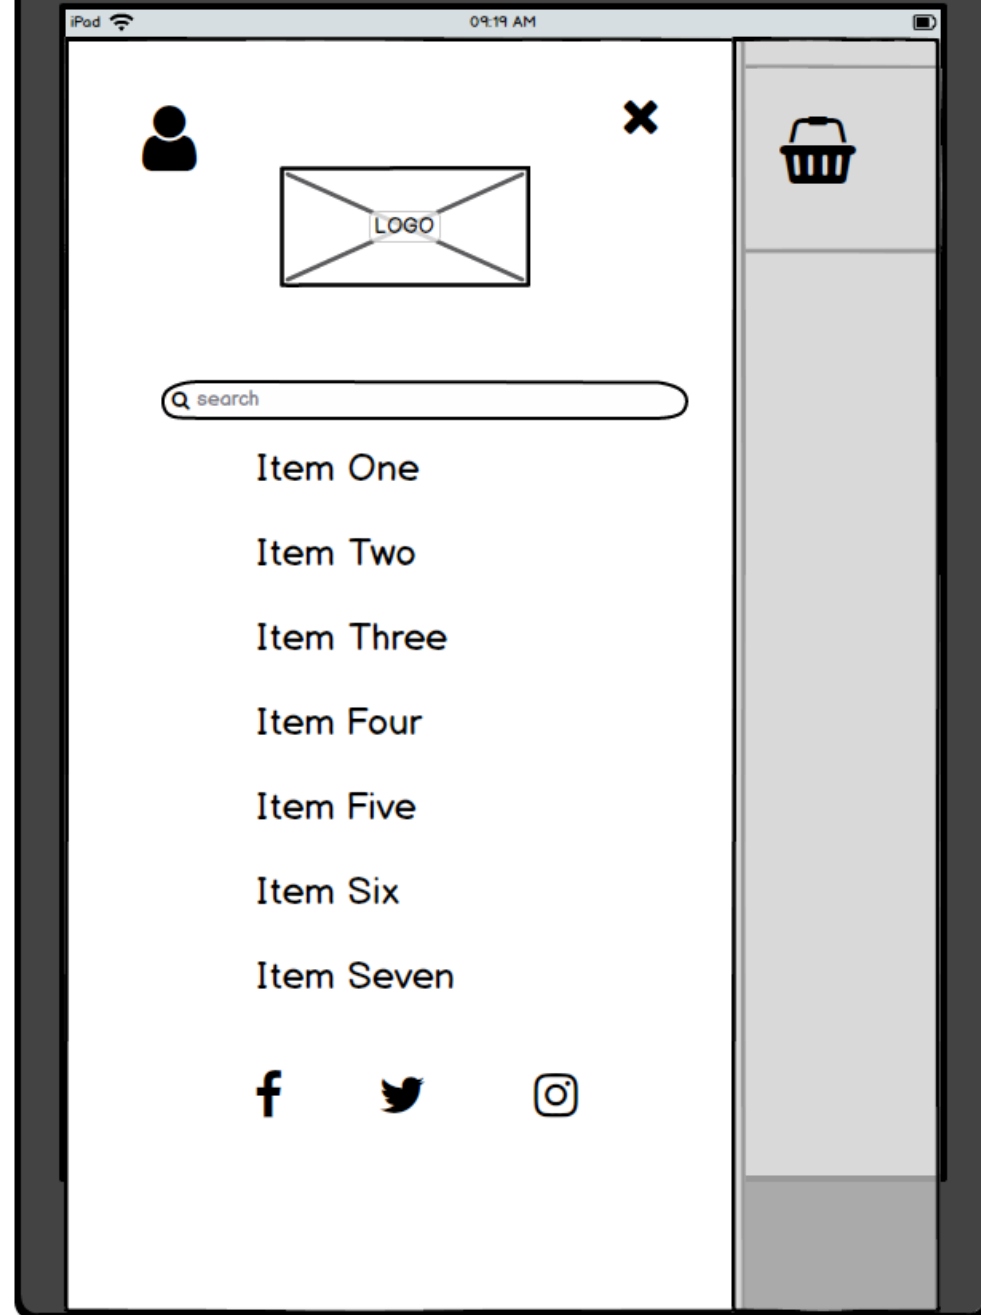 iPad 09:19 AM
LOGO
search
Item One
Item Two
Item Three
Item Four
Item Five
Item Six
Item Seven